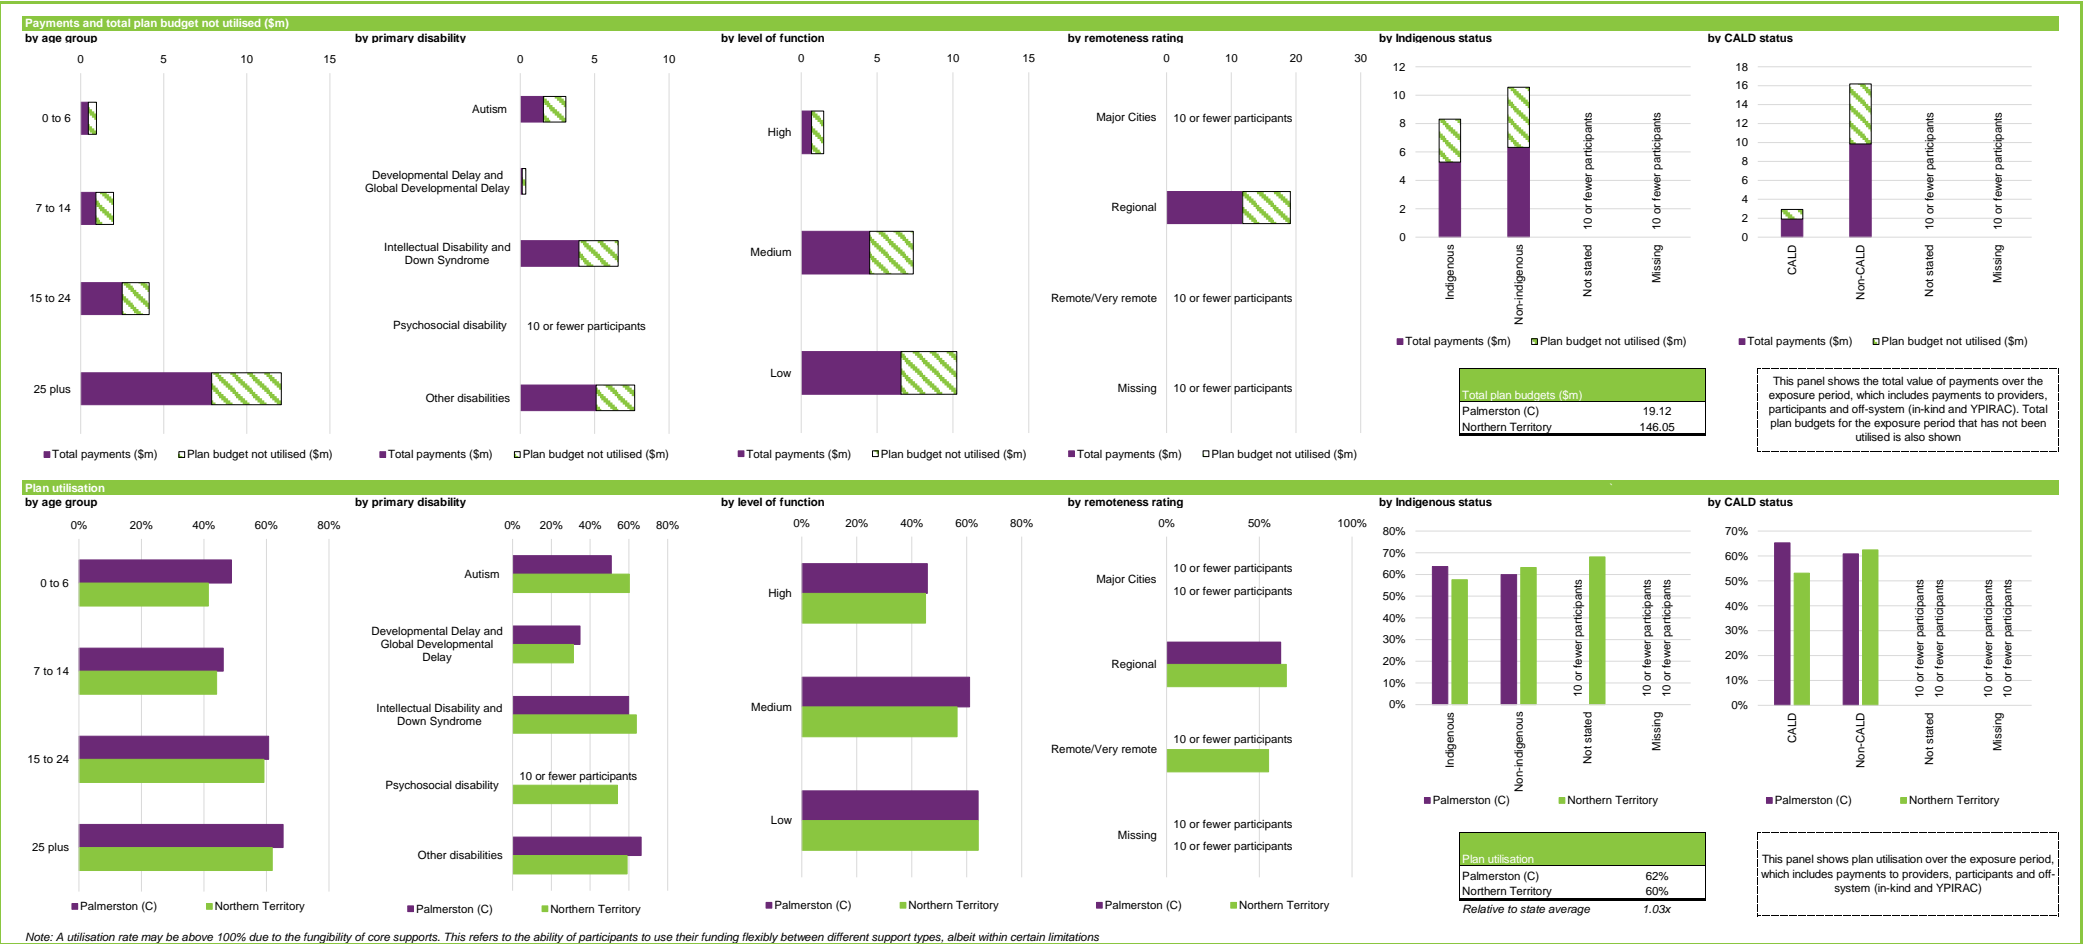 Payments and total plan budget not utilised ($m)
by age group
0 5 10 15
0 to 6
7 to 14
15 to 24
25 plus
Total payments ($m) Plan budget not utilised ($m)
by primary disability
0 5 10
Autism
Developmental Delay and
Global Developmental Delay
Intellectual Disability and
Down Syndrome
Psychosocial disability 10 or fewer participants
Other disabilities
Total payments ($m) Plan budget not utilised ($m)
by level of function
0 5 10 15
High
Medium
Low
Total payments ($m) Plan budget not utilised ($m)
by remoteness rating
0 10 20 30
Major Cities 10 or fewer participants
Regional
Remote/Very remote 10 or fewer participants
Missing 10 or fewer participants
Total payments ($m) Plan budget not utilised ($m)
by Indigenous status
12
10
8
6
4
2
0
10 or fewer participants
10 or fewer participants
Indigenous
Non-indigenous
Not stated
Missing
Total payments ($m) Plan budget not utilised ($m)
by CALD status
18
16
14
12
10
8
6
4
2
0
10 or fewer participants
10 or fewer participants
CALD
Non-CALD
Not stated
Missing
Total payments ($m) Plan budget not utilised ($m)
Total plan budgets ($m)
Palmerston (C) 19.12
Northern Territory 146.05
This panel shows the total value of payments over the
exposure period, which includes payments to providers,
participants and off-system (in-kind and YPIRAC). Total
plan budgets for the exposure period that has not been
utilised is also shown
Plan utilisation
by age group
0% 20% 40% 60% 80%
0 to 6
7 to 14
15 to 24
25 plus
Palmerston (C) Northern Territory
by primary disability
0% 20% 40% 60% 80%
Autism
Developmental Delay and
Global Developmental
Delay
Intellectual Disability and
Down Syndrome
10 or fewer participants
Psychosocial disability
Other disabilities
Palmerston (C) Northern Territory
by level of function
0% 20% 40% 60% 80%
High
Medium
Low
Palmerston (C) Northern Territory
by remoteness rating
0% 50% 100%
10 or fewer participants
Major Cities
10 or fewer participants
Regional
10 or fewer participants
Remote/Very remote
10 or fewer participants
Missing
10 or fewer participants
Palmerston (C) Northern Territory
by Indigenous status
80%
70%
60%
50%
40%
30%
20%
10%
0%
10 or fewer participants
10 or fewer participants
10 or fewer participants
Indigenous
Non-indigenous
Not stated
Missing
Palmerston (C) Northern Territory
by CALD status
70%
60%
50%
40%
30%
20%
10%
0%
10 or fewer participants
10 or fewer participants
10 or fewer participants
10 or fewer participants
CALD
Non-CALD
Not stated
Missing
Palmerston (C) Northern Territory
Plan utilisation
Palmerston (C) 62%
Northern Territory 60%
Relative to state average 1.03x
This panel shows plan utilisation over the exposure period,
which includes payments to providers, participants and off-
system (in-kind and YPIRAC)
Note: A utilisation rate may be above 100% due to the fungibility of core supports. This refers to the ability of participants to use their funding flexibly between different support types, albeit within certain limitations